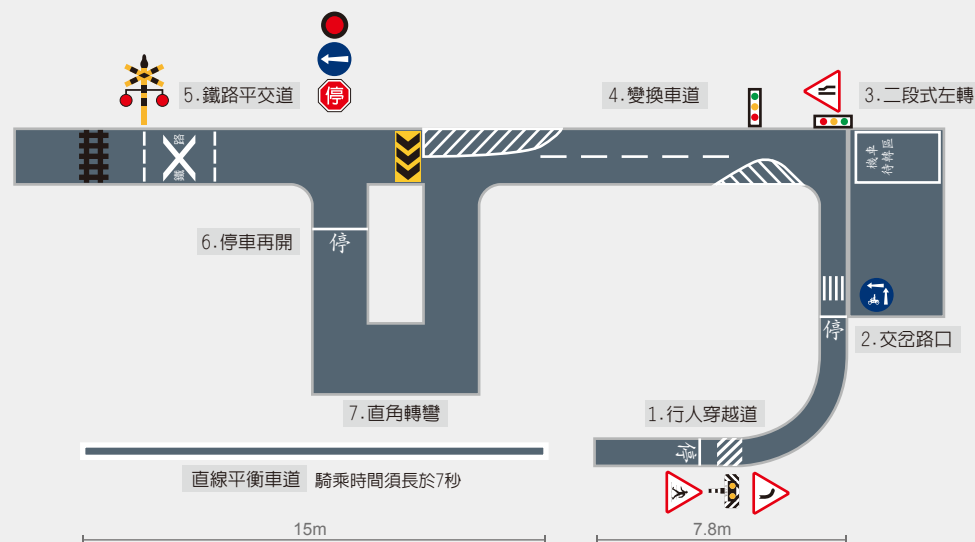 停
5.鐵路平交道
4.變換車道
3.二段式左轉
鐵路
機車
待轉區
6.停車再開
停
停
2.交岔路口
7.直角轉彎
1.行人穿越道
停
直線平衡車道 騎乘時間須長於7秒
15m
7.8m